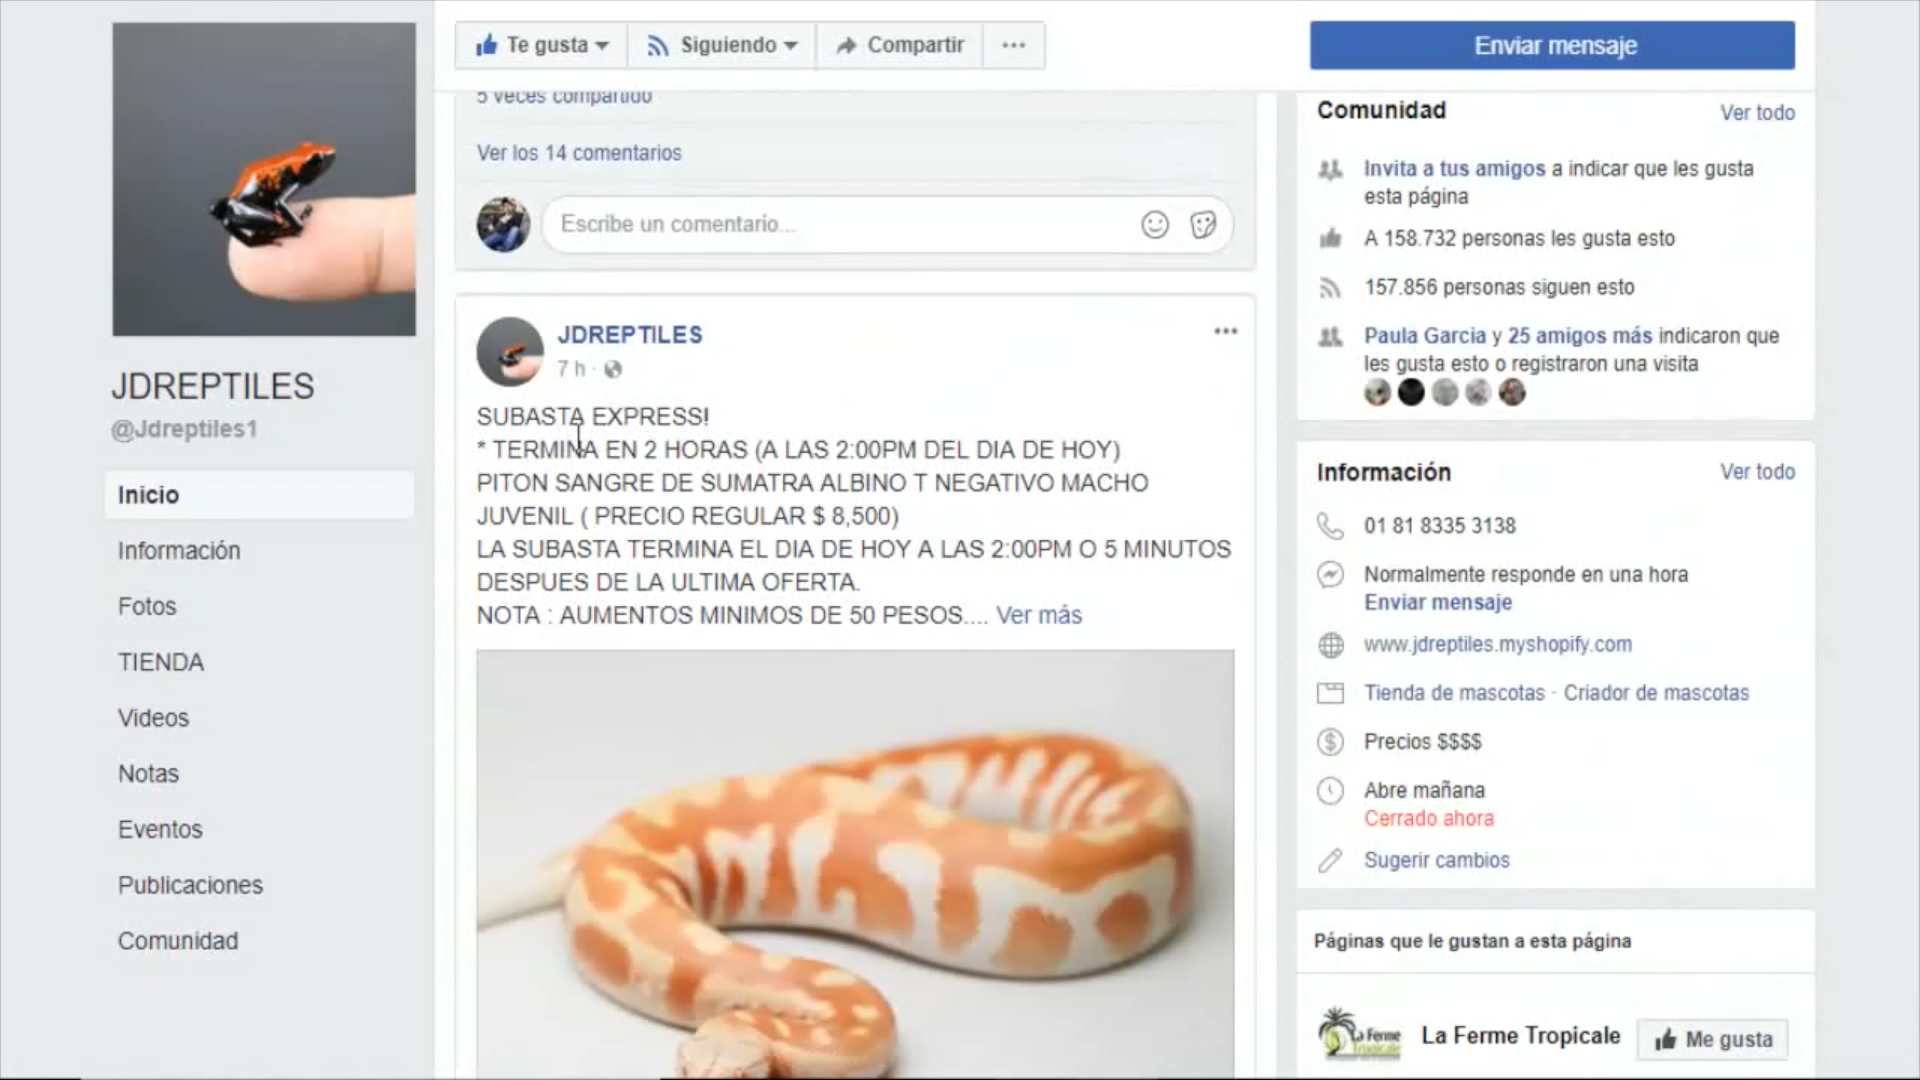 Te gusta
Siguiendo
Compartir
Enviar mensaje
JDREPTILES
@Jdreptiles1
Inicio
Información
Fotos
TIENDA
Videos
Notas
Eventos
Publicaciones
Comunidad
5 veces compartido
Ver los 14 comentarios
Escribe un comentario...
JDREPTILES
7 h ·
SUBASTA EXPRESS!
* TERMINA EN 2 HORAS (A LAS 2:00PM DEL DIA DE HOY)
PITON SANGRE DE SUMATRA ALBINO T NEGATIVO MACHO
JUVENIL ( PRECIO REGULAR $ 8,500)
LA SUBASTA TERMINA EL DIA DE HOY A LAS 2:00PM O 5 MINUTOS
DESPUES DE LA ULTIMA OFERTA.
NOTA : AUMENTOS MINIMOS DE 50 PESOS.... Ver más
Comunidad Ver todo
Invita a tus amigos a indicar que les gusta
esta página
A 158.732 personas les gusta esto
157.856 personas siguen esto
Paula Garcia y 25 amigos más indicaron que
les gusta esto o registraron una visita
Información Ver todo
01 81 8335 3138
Normalmente responde en una hora
Enviar mensaje
www.jdreptiles.myshopify.com
Tienda de mascotas · Criador de mascotas
Precios $$$$
Abre mañana
Cerrado ahora
Sugerir cambios
Páginas que le gustan a esta página
La Ferme
Tropicale
La Ferme Tropicale
Me gusta